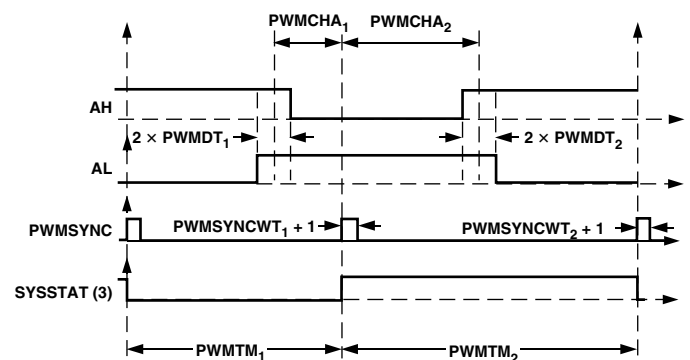 PWMCHA₁ PWMCHA₂
AH
2 × PWMDT₁ 2 × PWMDT₂
AL
PWMSYNC PWMSYNCWT₁ + 1 PWMSYNCWT₂ + 1
SYSSTAT (3)
PWMTM₁ PWMTM₂